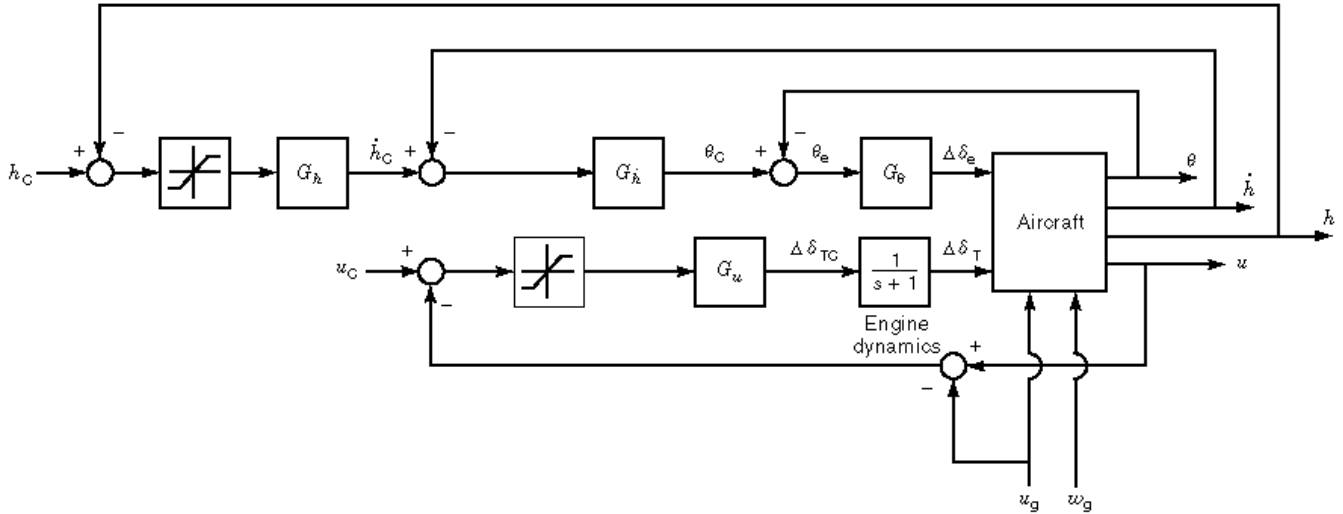 − − −
h_C + G_h ḣ_C + G_ḣ θ_C + θ_e G_θ Δδ_e θ
ḣ
Aircraft h
u_C + − G_u Δδ_TC 1/(s + 1) Δδ_T u
Engine
dynamics
+
−
u_g w_g